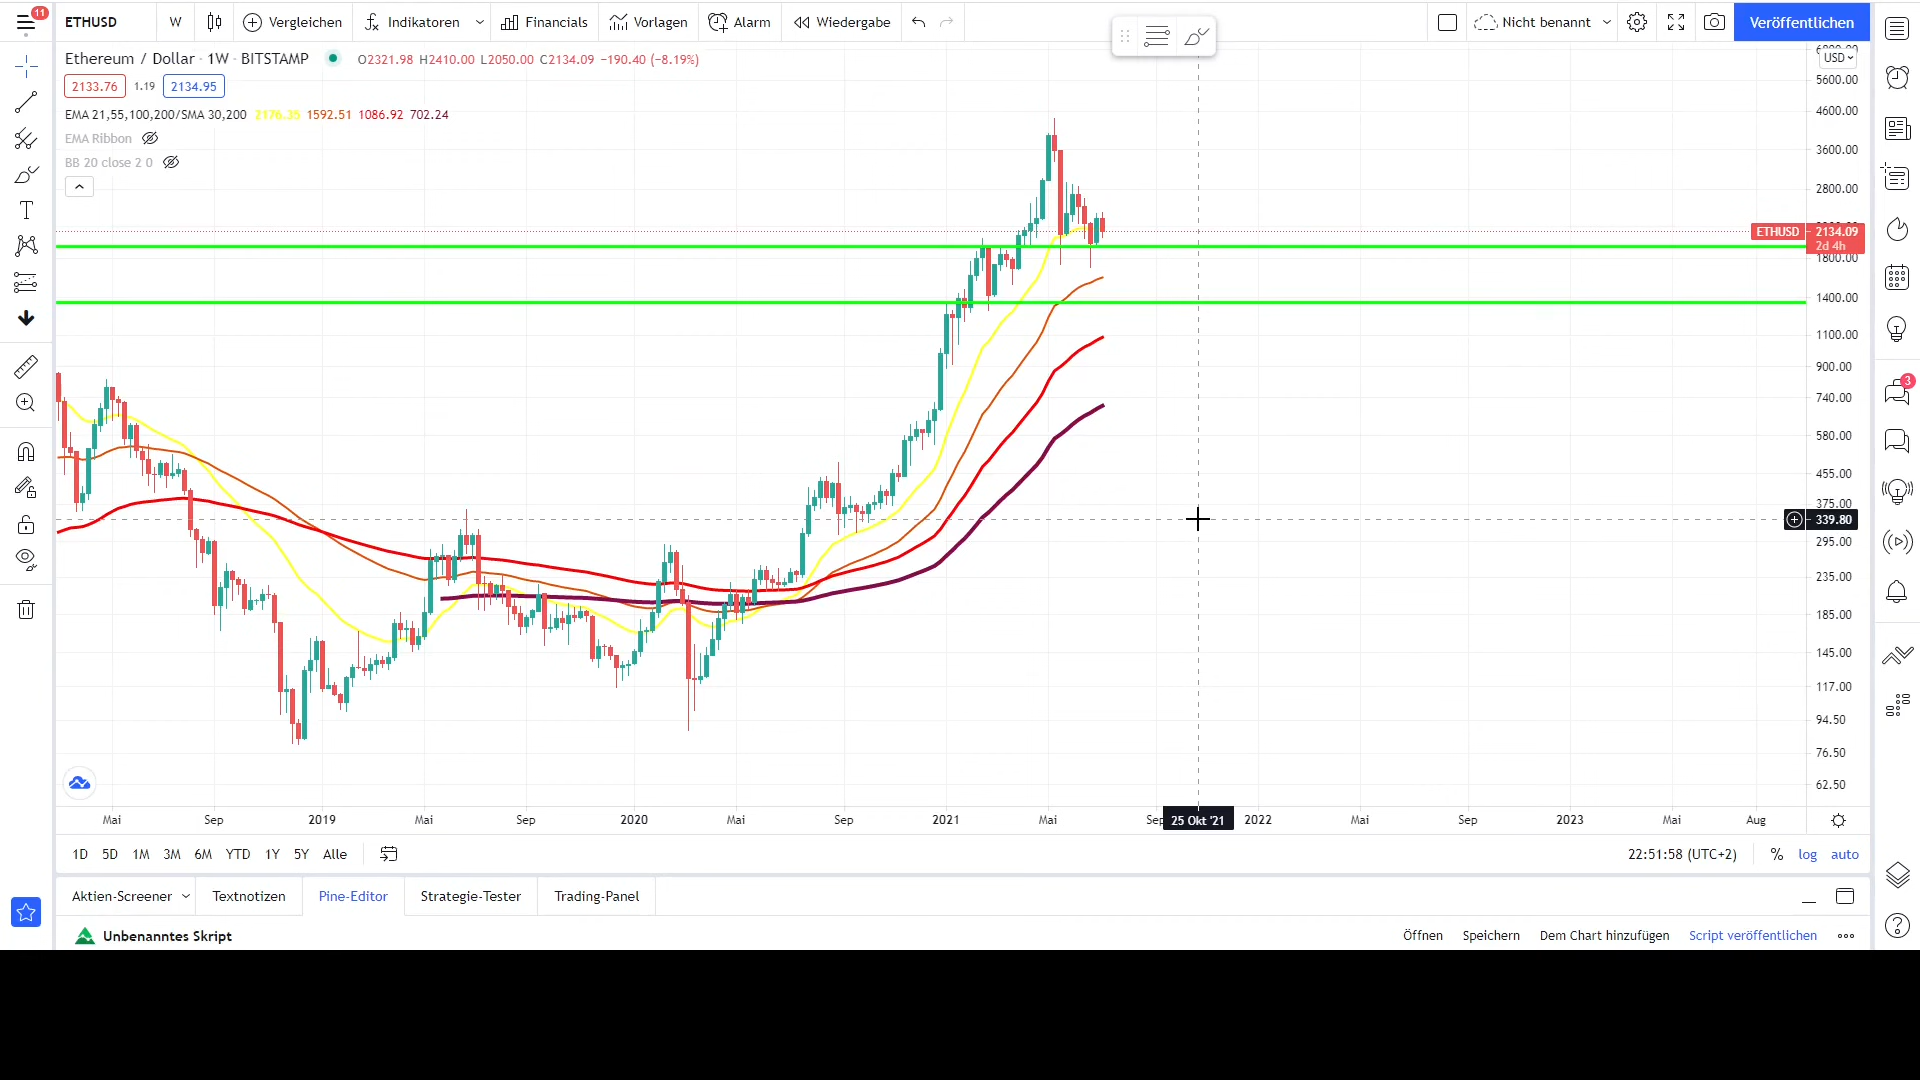 11
ETHUSD
W
Vergleichen
Indikatoren
Financials
Vorlagen
Alarm
Wiedergabe
Nicht benannt
Veröffentlichen
Ethereum / Dollar · 1W · BITSTAMP
O2321.98 H2410.00 L2050.00 C2134.09 −190.40 (−8.19%)
2133.76 1.19 2134.95
EMA 21,55,100,200/SMA 30,200 2176.35 1592.51 1086.92 702.24
EMA Ribbon
BB 20 close 2 0
USD
5600.00
4600.00
3600.00
2800.00
ETHUSD 2134.09
2d 4h
1800.00
1400.00
1100.00
900.00
740.00
580.00
455.00
375.00
339.80
295.00
235.00
185.00
145.00
117.00
94.50
76.50
62.50
3
Mai Sep 2019 Mai Sep 2020 Mai Sep 2021 Mai Sep 25 Okt '21 2022 Mai Sep 2023 Mai Aug
1D 5D 1M 3M 6M YTD 1Y 5Y Alle
22:51:58 (UTC+2) % log auto
Aktien-Screener Textnotizen Pine-Editor Strategie-Tester Trading-Panel
Unbenanntes Skript
Öffnen Speichern Dem Chart hinzufügen Script veröffentlichen